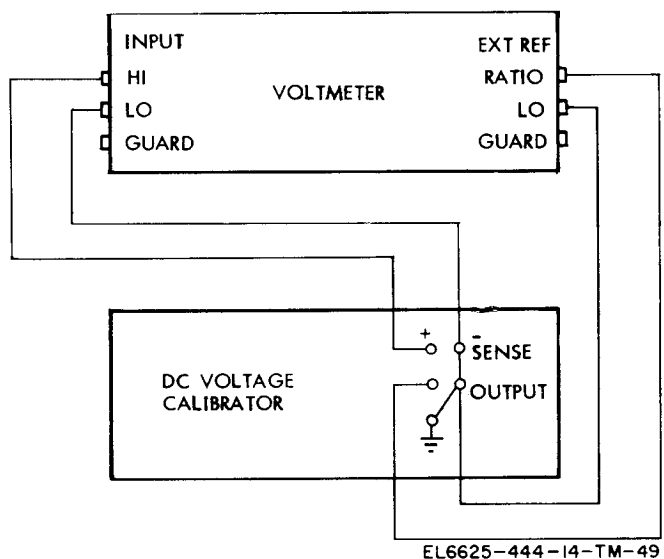 INPUT
HI
LO
GUARD
VOLTMETER
EXT REF
RATIO
LO
GUARD
DC VOLTAGE
CALIBRATOR
+
-
SENSE
OUTPUT
EL6625-444-14-TM-49